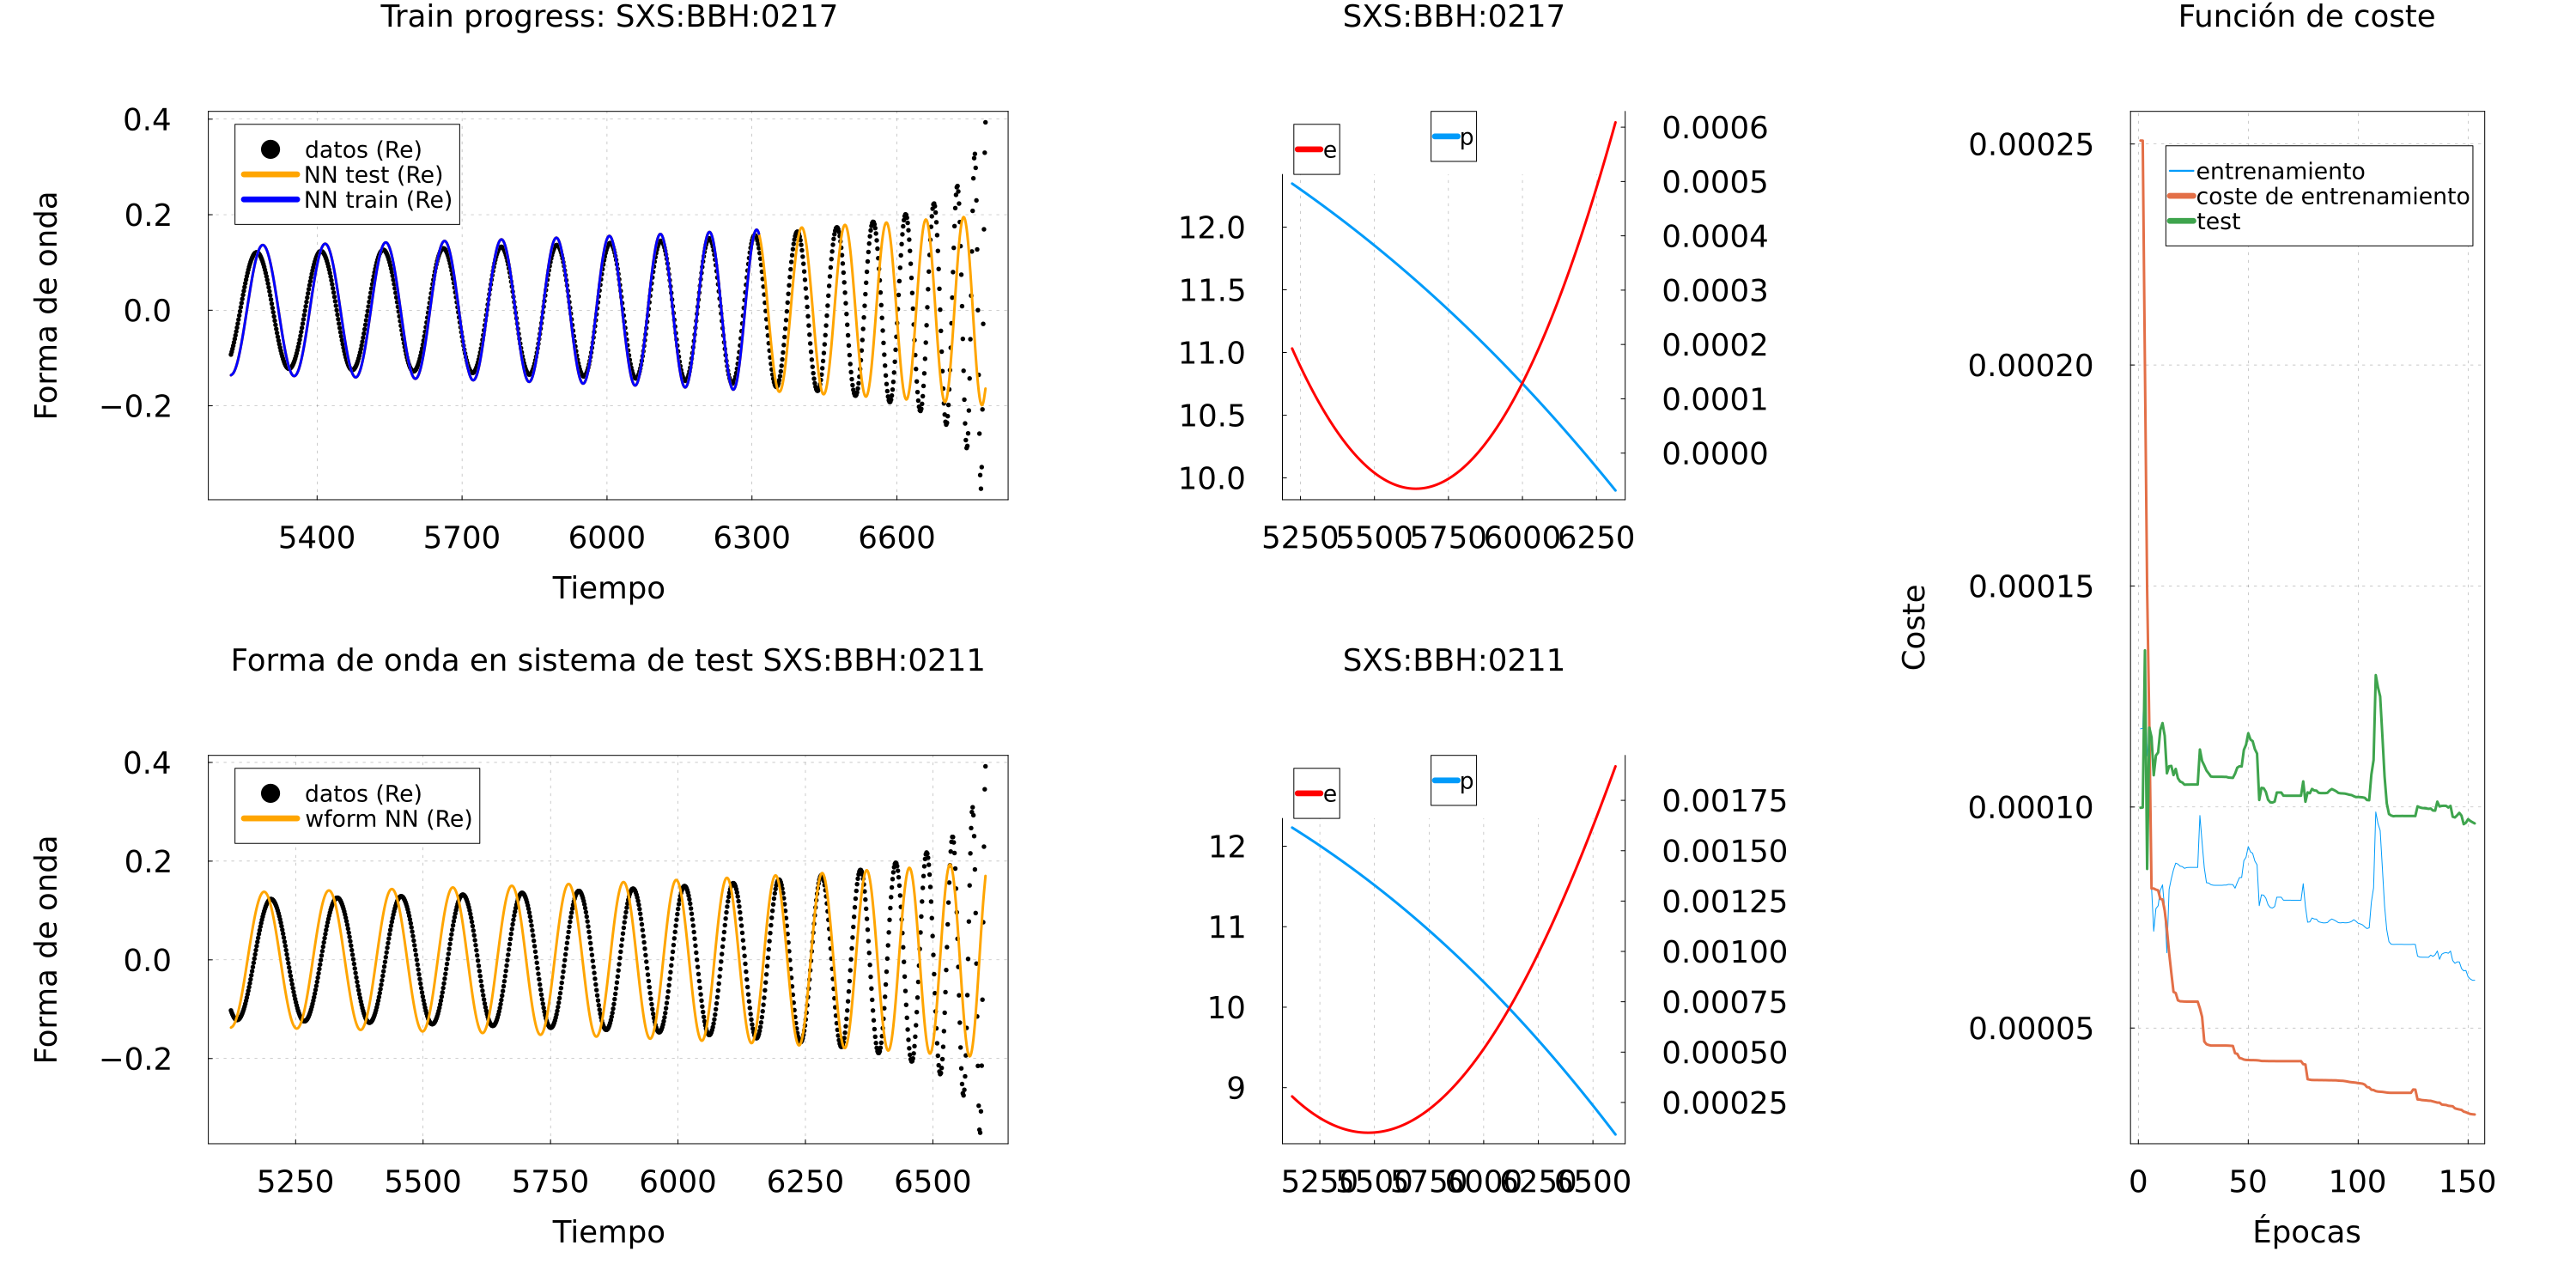 Train progress: SXS:BBH:0217
0.4
0.2
0.0
−0.2
Forma de onda
datos (Re)
NN test (Re)
NN train (Re)
5400 5700 6000 6300 6600
Tiempo
SXS:BBH:0217
e
p
12.0
11.5
11.0
10.5
10.0
0.0006
0.0005
0.0004
0.0003
0.0002
0.0001
0.0000
5250 5500 5750 6000 6250
Forma de onda en sistema de test SXS:BBH:0211
0.4
0.2
0.0
−0.2
Forma de onda
datos (Re)
wform NN (Re)
5250 5500 5750 6000 6250 6500
Tiempo
SXS:BBH:0211
e
p
12
11
10
9
0.00175
0.00150
0.00125
0.00100
0.00075
0.00050
0.00025
5250 5500 5750 6000 6250 6500
Función de coste
0.00025
0.00020
0.00015
0.00010
0.00005
Coste
entrenamiento
coste de entrenamiento
test
0 50 100 150
Épocas